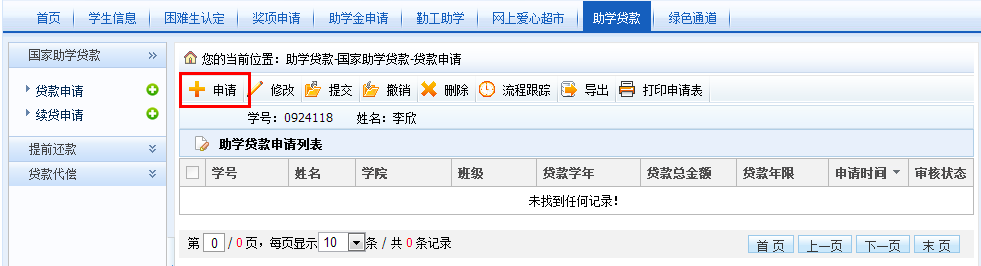 首页 学生信息 困难生认定 奖项申请 助学金申请 勤工助学 网上爱心超市 助学贷款 绿色通道
国家助学贷款
贷款申请
续贷申请
提前还款
贷款代偿
您的当前位置：助学贷款-国家助学贷款-贷款申请
申请 修改 提交 撤销 删除 流程跟踪 导出 打印申请表
学号：0924118 姓名：李欣
助学贷款申请列表
学号 姓名 学院 班级 贷款学年 贷款总金额 贷款年限 申请时间 审核状态
未找到任何记录！
第 0 / 0 页，每页显示 10 条 / 共 0 条记录 首 页 上一页 下一页 末 页